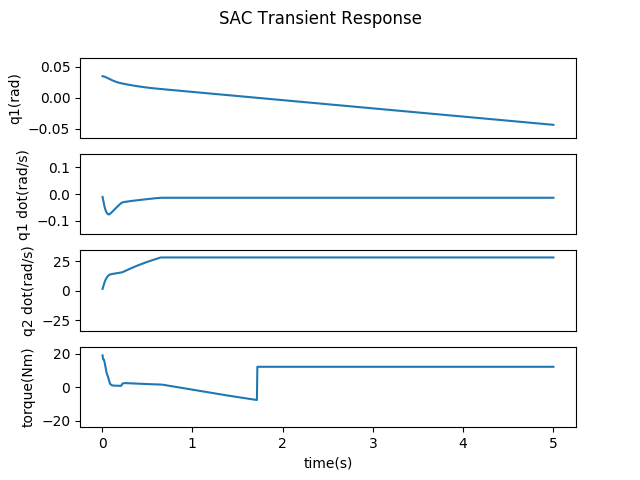 SAC Transient Response
q1(rad)
0.05
0.00
−0.05
q1 dot(rad/s)
0.1
0.0
−0.1
q2 dot(rad/s)
25
0
−25
torque(Nm)
20
0
−20
0 1 2 3 4 5
time(s)